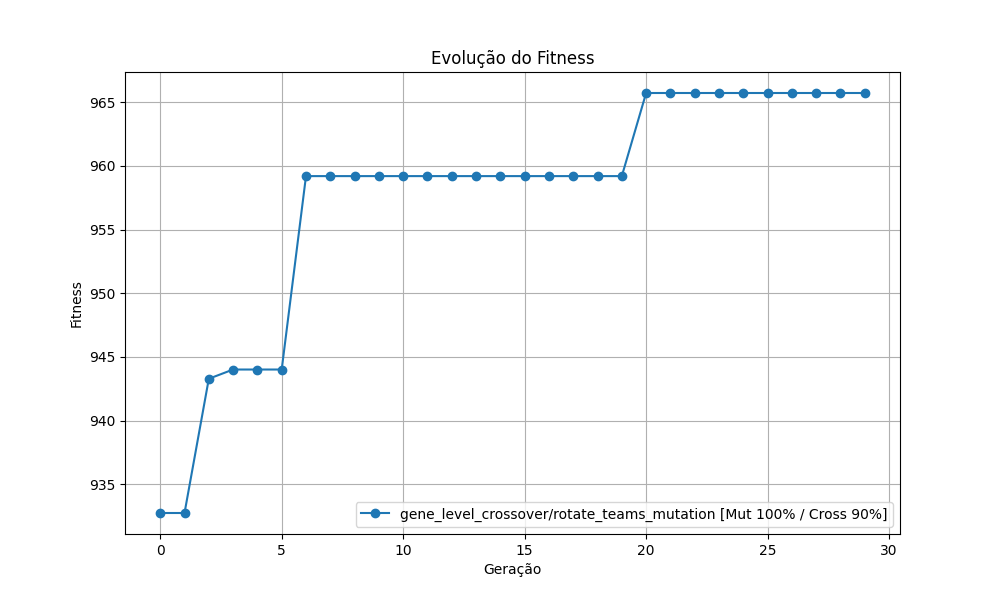 Evolução do Fitness
Fitness
965
960
955
950
945
940
935
gene_level_crossover/rotate_teams_mutation [Mut 100% / Cross 90%]
0 5 10 15 20 25 30
Geração